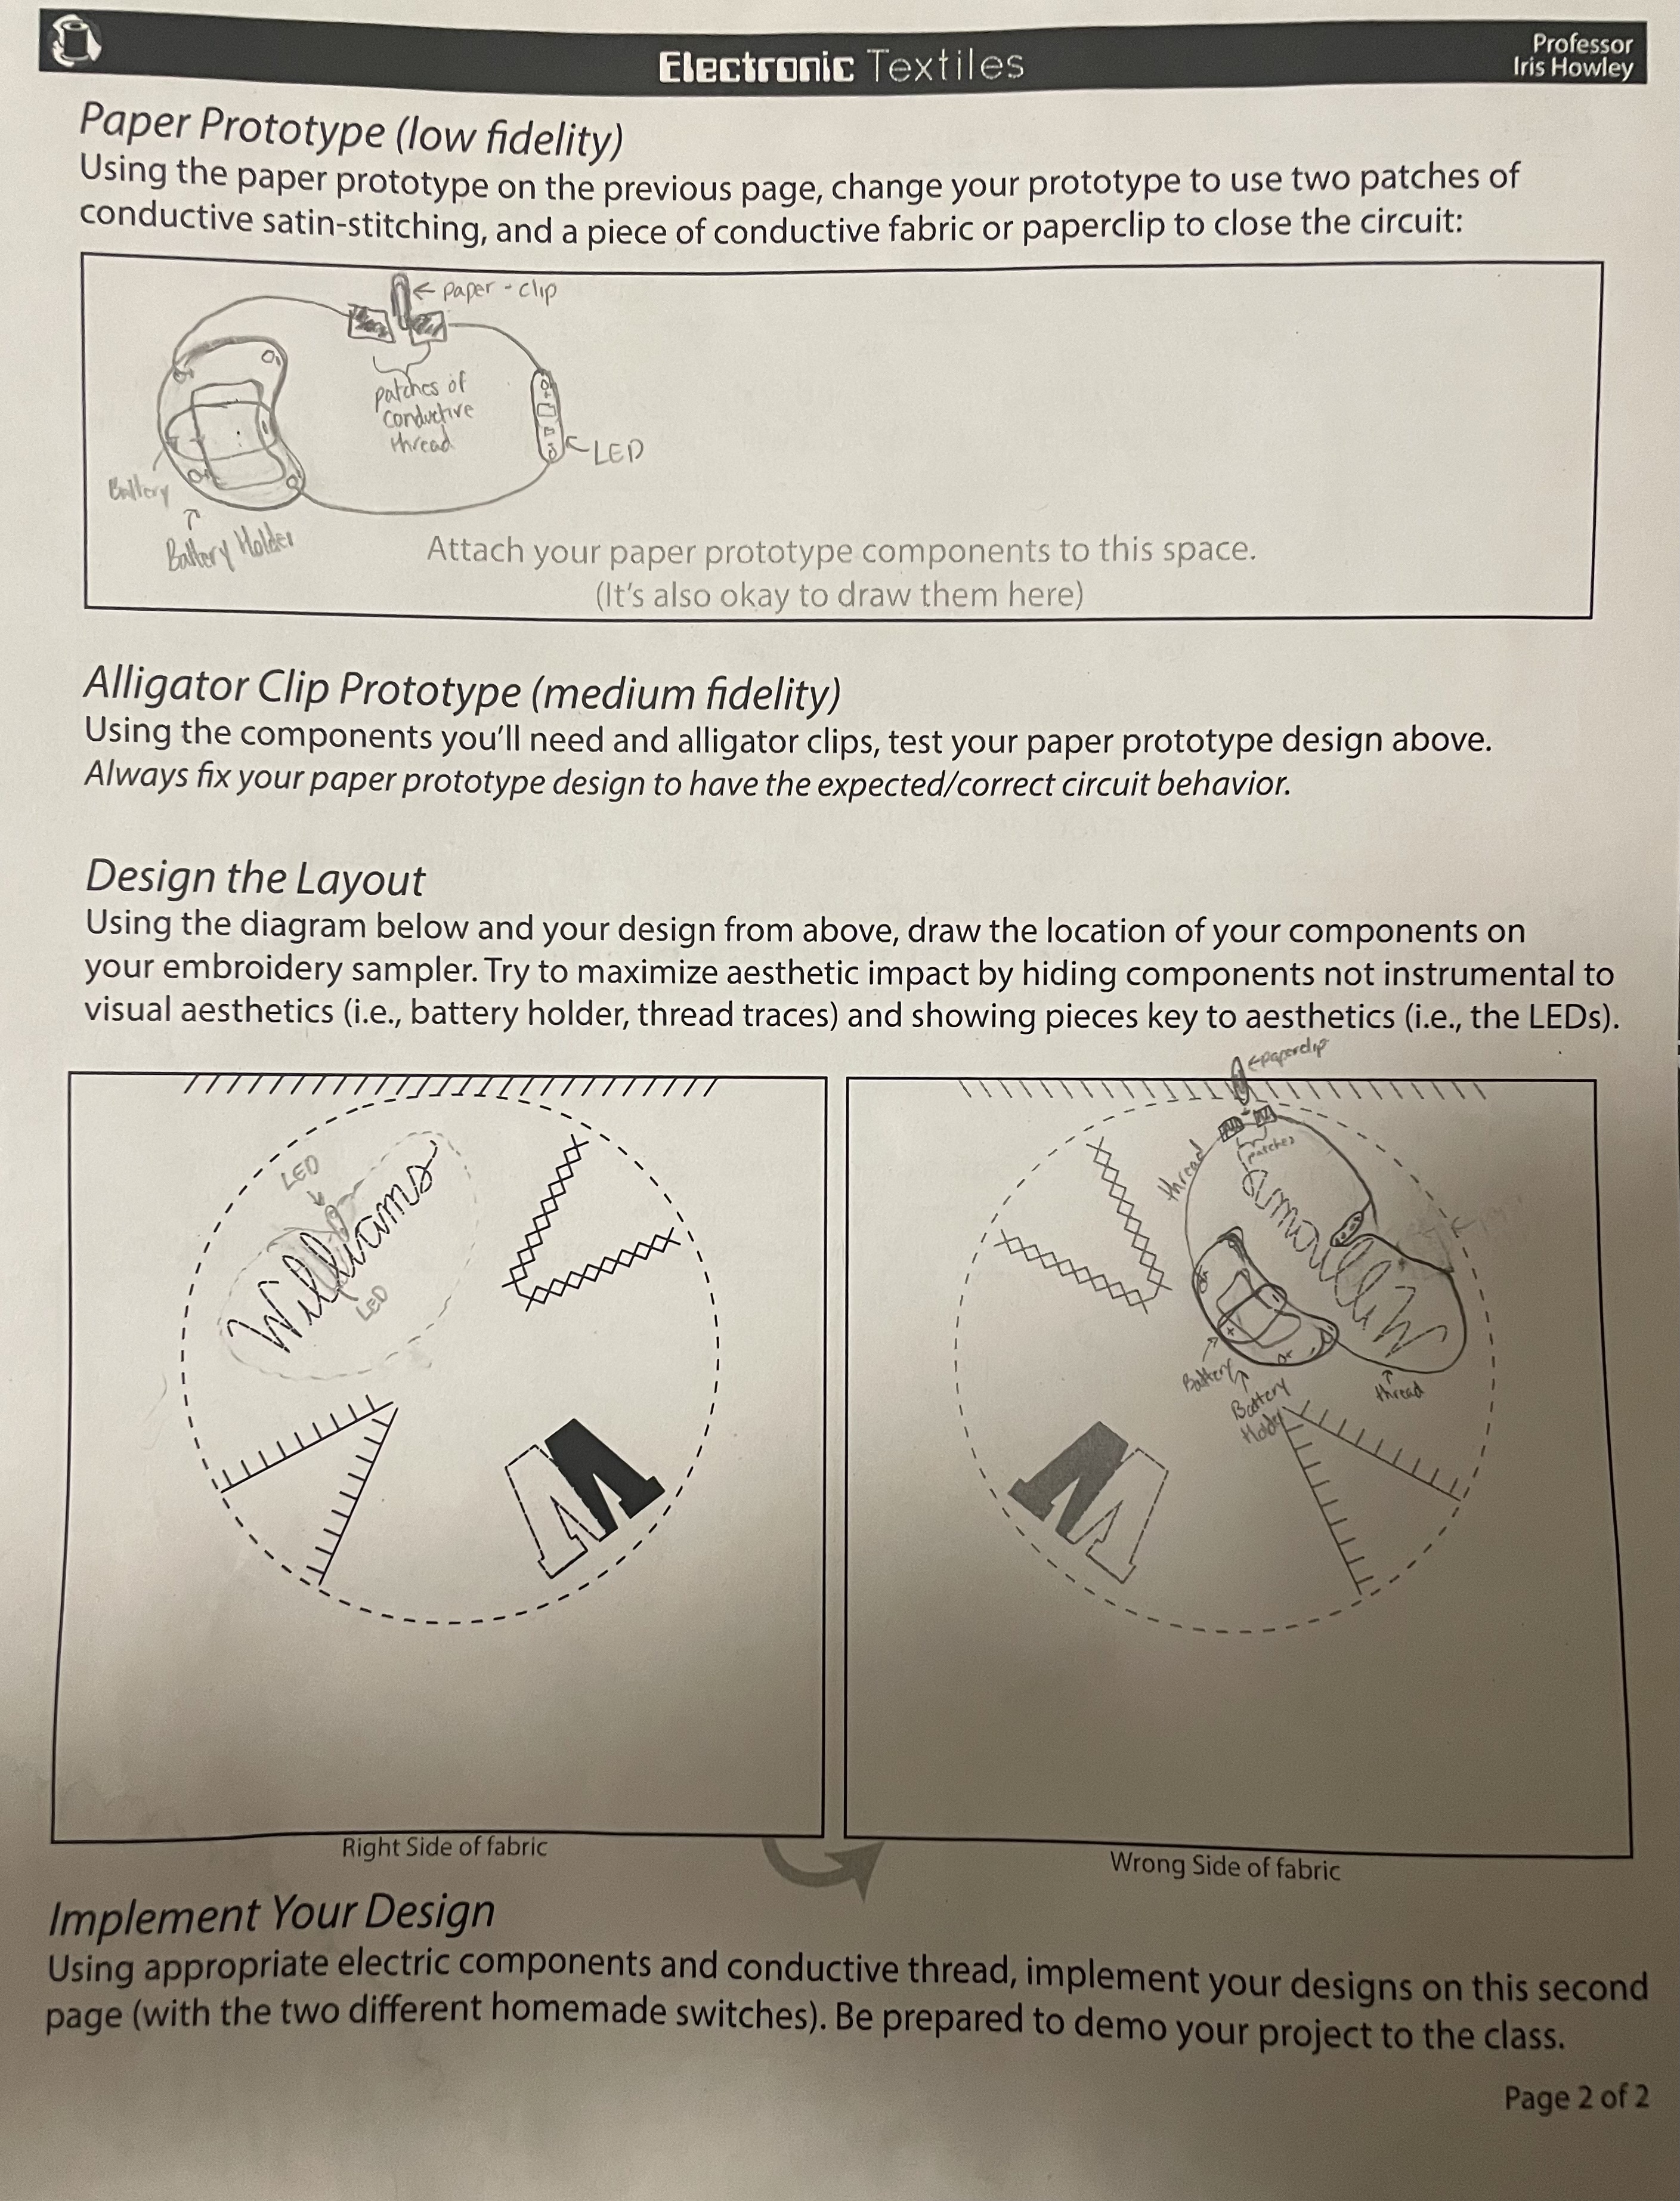 Electronic Textiles
Professor
Iris Howley
Paper Prototype (low fidelity)
Using the paper prototype on the previous page, change your prototype to use two patches of
conductive satin-stitching, and a piece of conductive fabric or paperclip to close the circuit:
← paper-clip
patches of
conductive
thread
LED
Battery
Battery Holder
Attach your paper prototype components to this space.
(It's also okay to draw them here)
Alligator Clip Prototype (medium fidelity)
Using the components you'll need and alligator clips, test your paper prototype design above.
Always fix your paper prototype design to have the expected/correct circuit behavior.
Design the Layout
Using the diagram below and your design from above, draw the location of your components on
your embroidery sampler. Try to maximize aesthetic impact by hiding components not instrumental to
visual aesthetics (i.e., battery holder, thread traces) and showing pieces key to aesthetics (i.e., the LEDs).
LED
Williams
LED
W
Right Side of fabric
← paperclip
patches
thread
Williams
Battery
Battery
Holder
thread
W
Wrong Side of fabric
Implement Your Design
Using appropriate electric components and conductive thread, implement your designs on this second
page (with the two different homemade switches). Be prepared to demo your project to the class.
Page 2 of 2